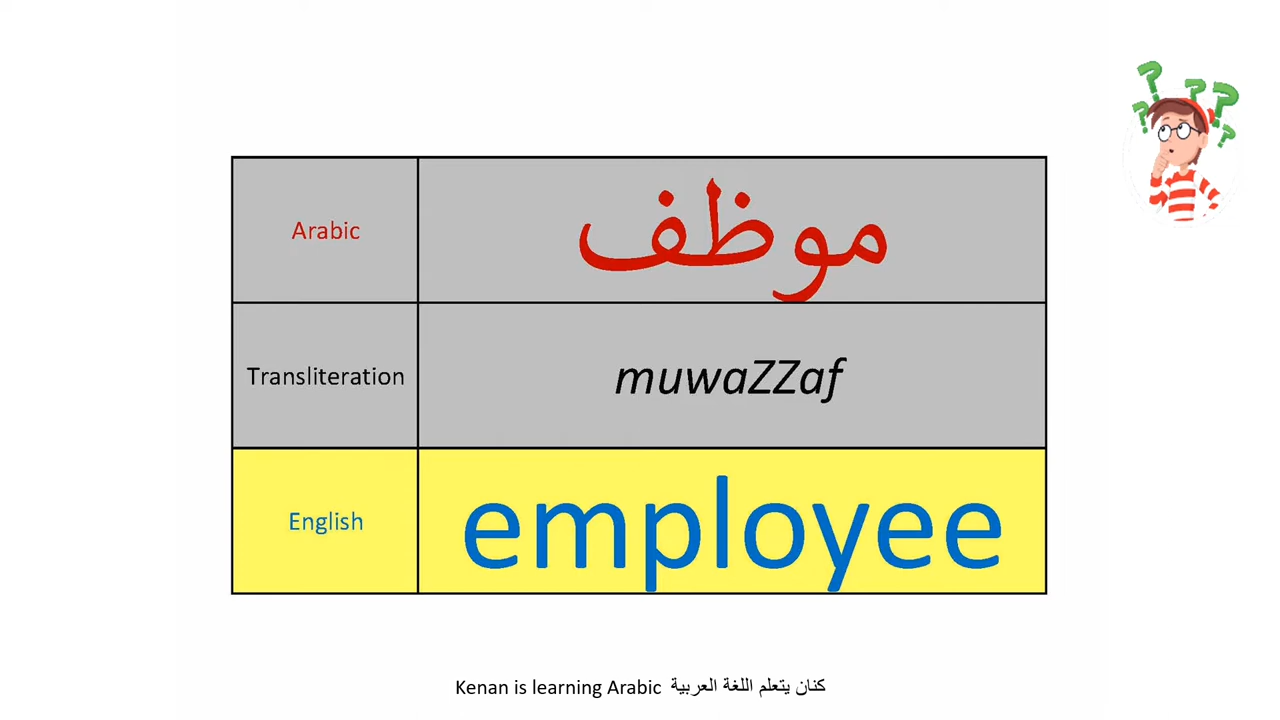 Arabic موظف
Transliteration muwaZZaf
English employee
Kenan is learning Arabic كنان يتعلم اللغة العربية